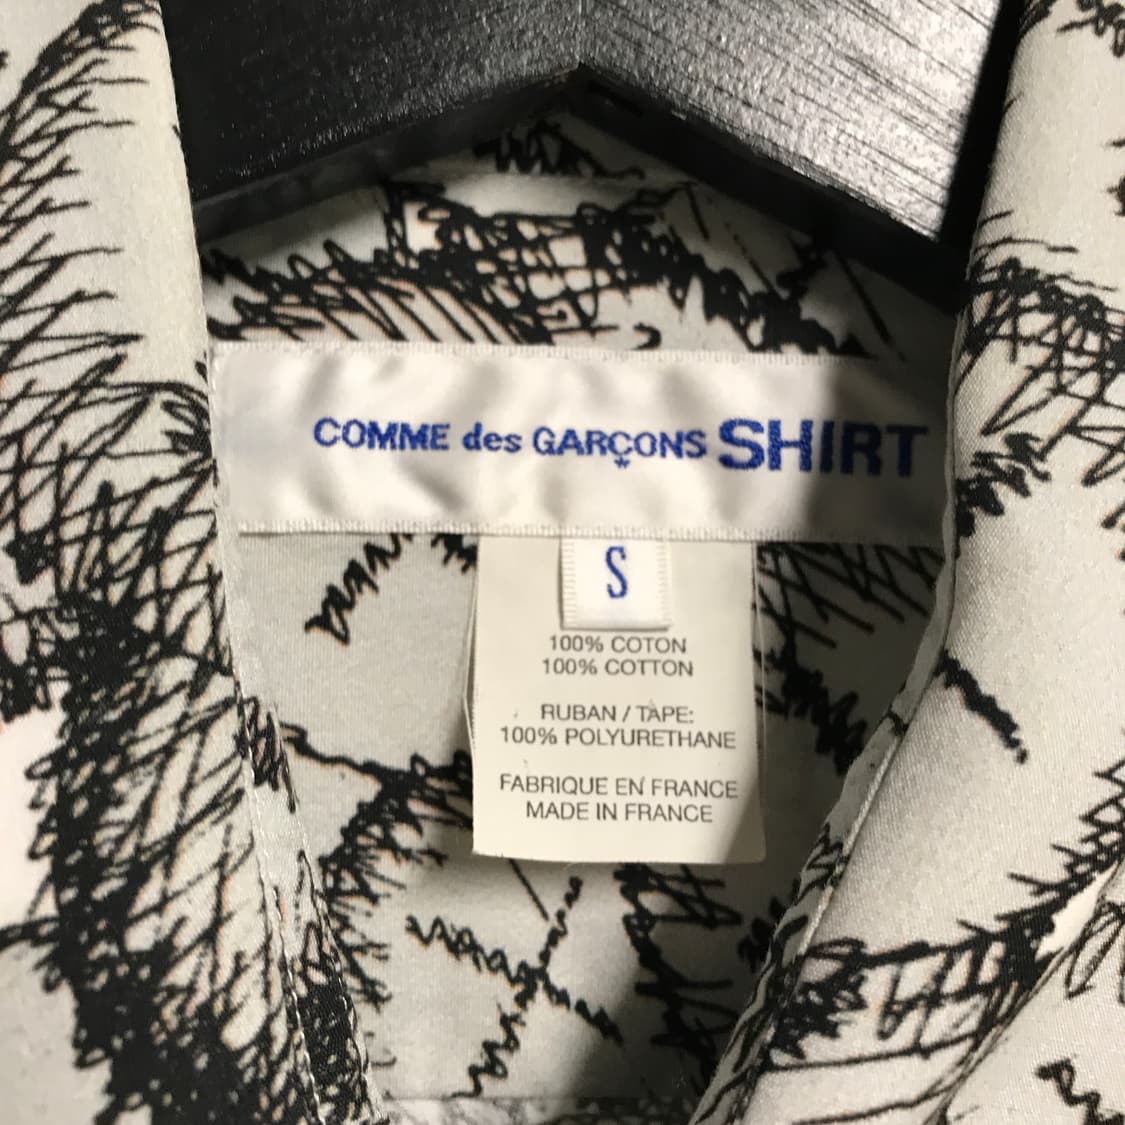 COMME des GARÇONS SHIRT
S
100% COTON
100% COTTON
RUBAN / TAPE:
100% POLYURETHANE
FABRIQUE EN FRANCE
MADE IN FRANCE